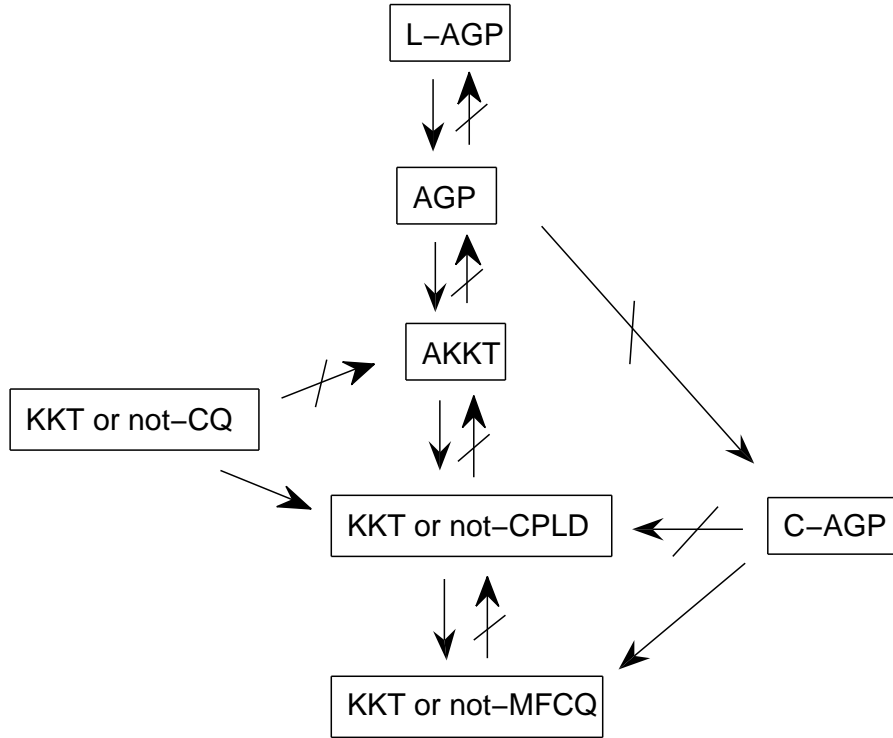 L−AGP
AGP
AKKT
KKT or not−CQ
KKT or not−CPLD
C−AGP
KKT or not−MFCQ